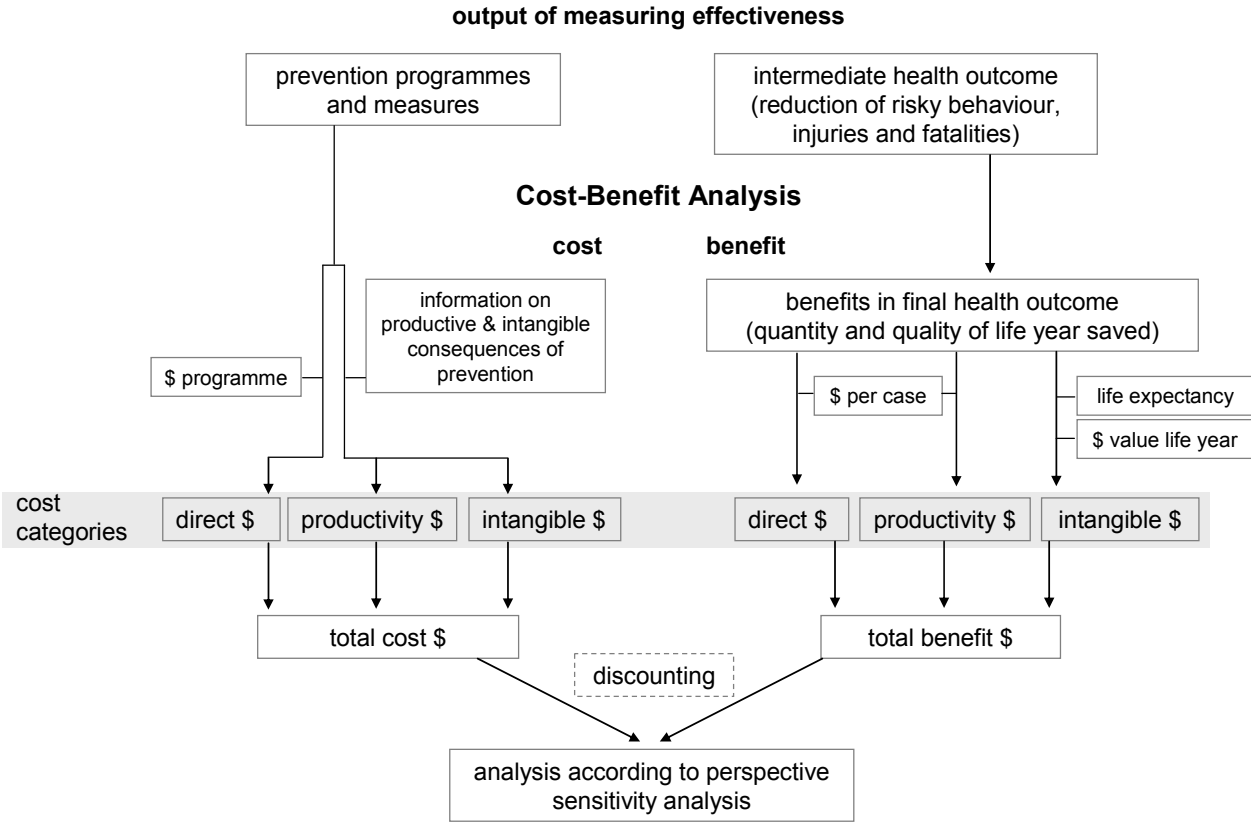 output of measuring effectiveness
prevention programmes
and measures
intermediate health outcome
(reduction of risky behaviour,
injuries and fatalities)
Cost-Benefit Analysis
cost
benefit
information on
productive & intangible
consequences of
prevention
$ programme
benefits in final health outcome
(quantity and quality of life year saved)
$ per case
life expectancy
$ value life year
cost
categories
direct $
productivity $
intangible $
direct $
productivity $
intangible $
total cost $
total benefit $
discounting
analysis according to perspective
sensitivity analysis